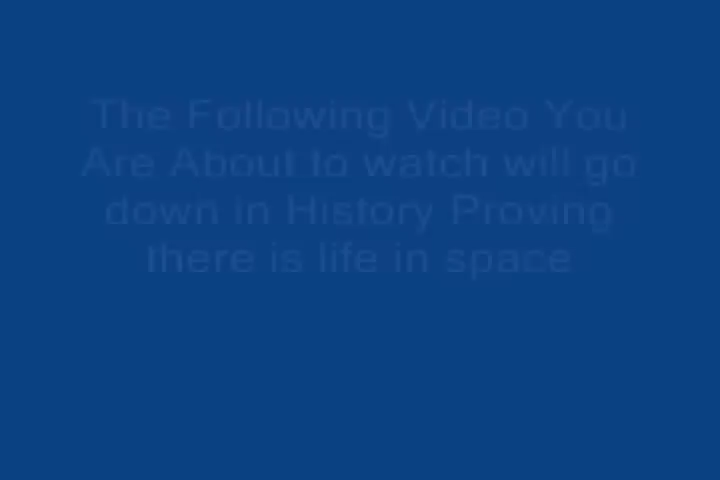 The Following Video You
Are About to watch will go
down in History Proving
there is life in space